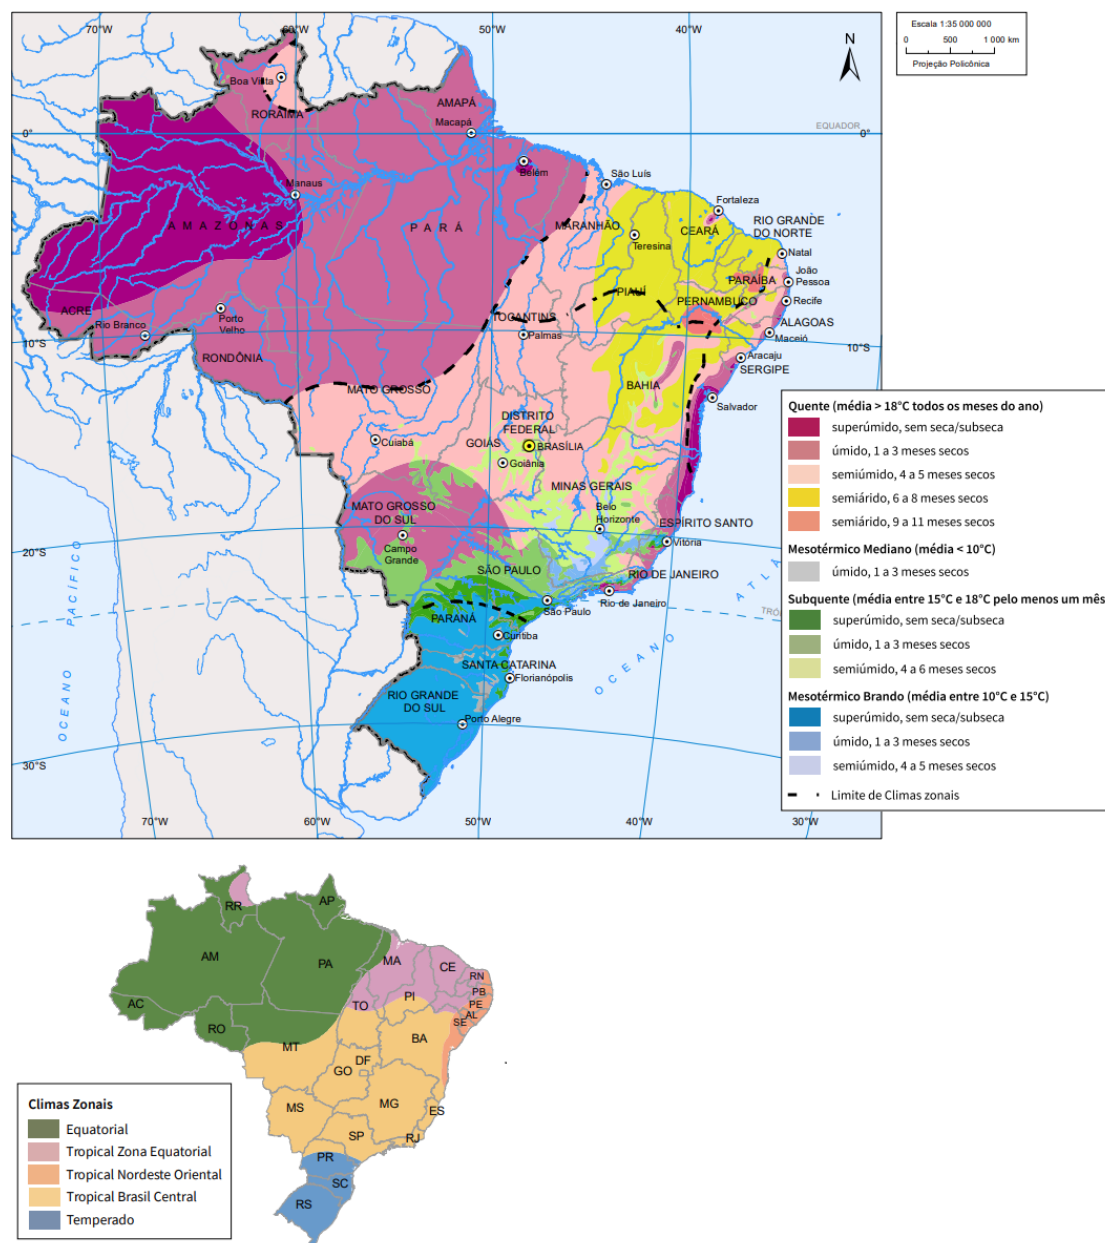 Escala 1:35 000 000
0 500 1 000 km
Projeção Policônica
N
70°W
60°W
50°W
40°W
Boa Vista
RORAIMA
AMAPÁ
Macapá
EQUADOR
0°
0°
Belém
São Luís
Manaus
Fortaleza
AMAZONAS
PARÁ
MARANHÃO
CEARÁ
RIO GRANDE
DO NORTE
Teresina
Natal
PARAÍBA
João
Pessoa
PIAUÍ
PERNAMBUCO
Recife
ACRE
Rio Branco
Porto
Velho
TOCANTINS
Palmas
ALAGOAS
Maceió
10°S
10°S
RONDÔNIA
Aracaju
SERGIPE
MATO GROSSO
BAHIA
Salvador
DISTRITO
FEDERAL
Cuiabá
GOIÁS
BRASÍLIA
Goiânia
MINAS GERAIS
MATO GROSSO
DO SUL
Belo
Horizonte
ESPÍRITO SANTO
Vitória
20°S
Campo
Grande
SÃO PAULO
RIO DE JANEIRO
Rio de Janeiro
São Paulo
PARANÁ
Curitiba
SANTA CATARINA
Florianópolis
RIO GRANDE
DO SUL
Porto Alegre
30°S
OCEANO PACÍFICO
OCEANO ATLÂ
TRÓ
70°W
60°W
50°W
40°W
30°W
Quente (média > 18°C todos os meses do ano)
superúmido, sem seca/subseca
úmido, 1 a 3 meses secos
semiúmido, 4 a 5 meses secos
semiárido, 6 a 8 meses secos
semiárido, 9 a 11 meses secos
Mesotérmico Mediano (média < 10°C)
úmido, 1 a 3 meses secos
Subquente (média entre 15°C e 18°C pelo menos um mês
superúmido, sem seca/subseca
úmido, 1 a 3 meses secos
semiúmido, 4 a 6 meses secos
Mesotérmico Brando (média entre 10°C e 15°C)
superúmido, sem seca/subseca
úmido, 1 a 3 meses secos
semiúmido, 4 a 5 meses secos
Limite de Climas zonais
RR
AP
AM
PA
MA
CE
RN
PB
PE
AL
SE
PI
TO
AC
RO
MT
BA
DF
GO
MS
MG
ES
SP
RJ
PR
SC
RS
Climas Zonais
Equatorial
Tropical Zona Equatorial
Tropical Nordeste Oriental
Tropical Brasil Central
Temperado